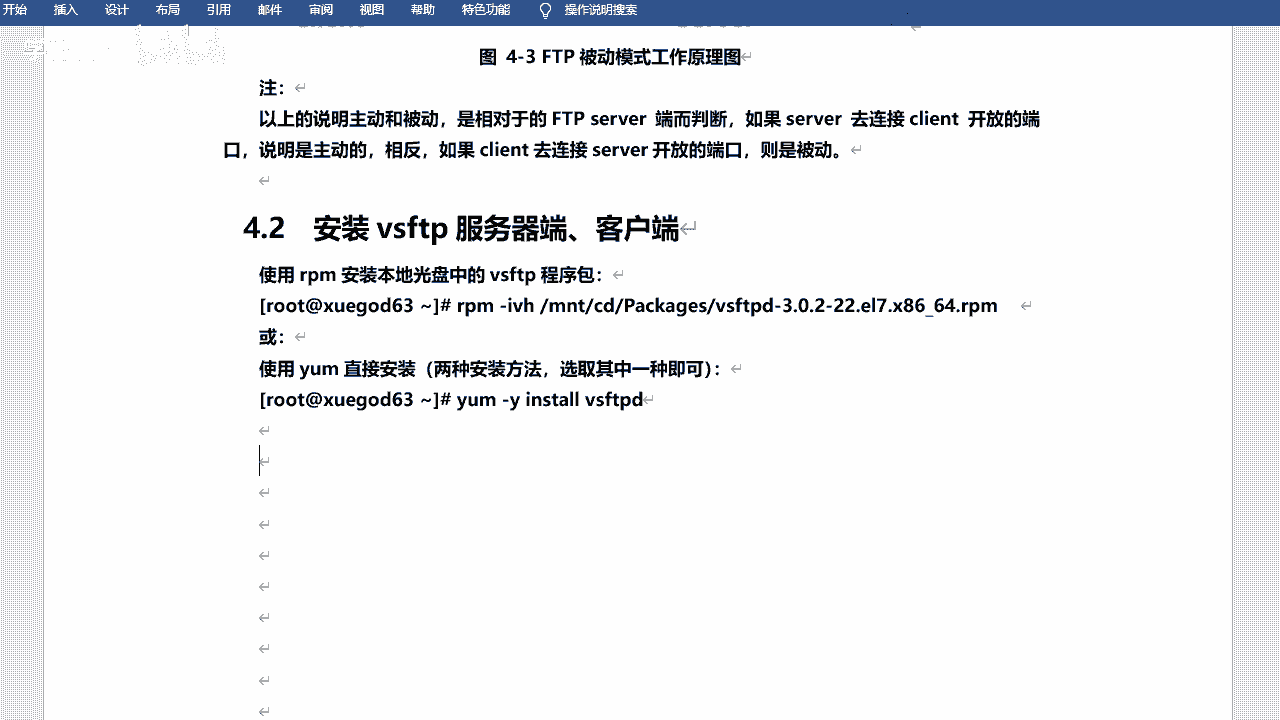 开始 插入 设计 布局 引用 邮件 审阅 视图 帮助 特色功能 操作说明搜索
图 4-3 FTP 被动模式工作原理图
注：
以上的说明主动和被动，是相对于的 FTP server 端而判断，如果 server 去连接 client 开放的端
口，说明是主动的，相反，如果 client 去连接 server 开放的端口，则是被动。
4.2 安装 vsftp 服务器端、客户端
使用 rpm 安装本地光盘中的 vsftp 程序包：
[root@xuegod63 ~]# rpm -ivh /mnt/cd/Packages/vsftpd-3.0.2-22.el7.x86_64.rpm
或：
使用 yum 直接安装（两种安装方法，选取其中一种即可）：
[root@xuegod63 ~]# yum -y install vsftpd